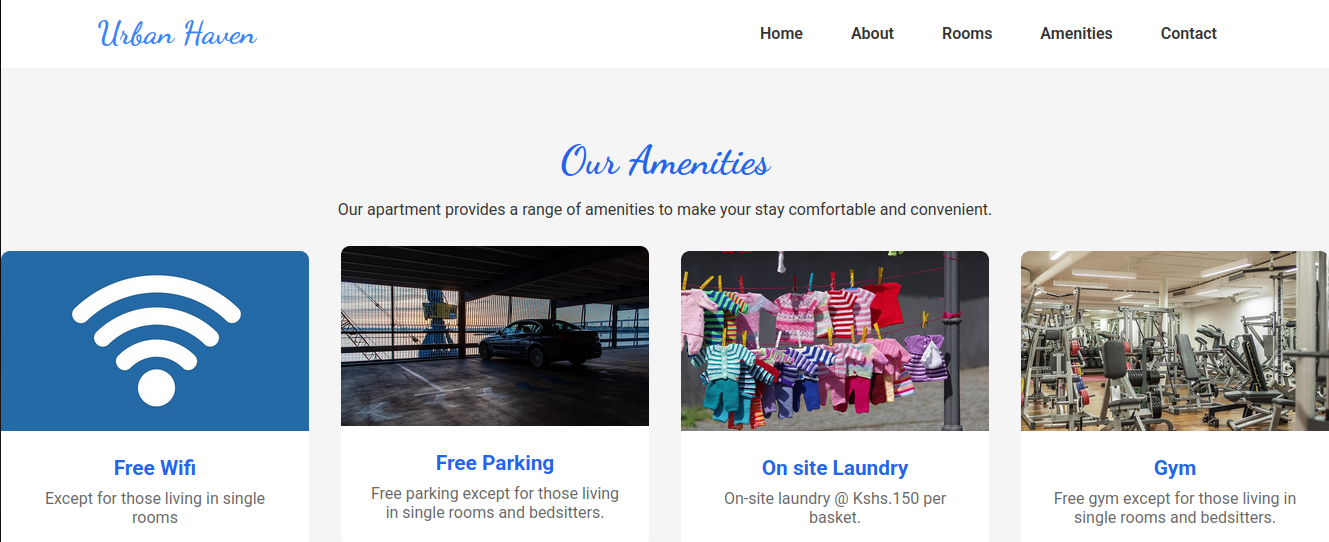 Urban Haven
Home About Rooms Amenities Contact
Our Amenities
Our apartment provides a range of amenities to make your stay comfortable and convenient.
Free Wifi
Except for those living in single
rooms
Free Parking
Free parking except for those living
in single rooms and bedsitters.
On site Laundry
On-site laundry @ Kshs.150 per
basket.
Gym
Free gym except for those living in
single rooms and bedsitters.